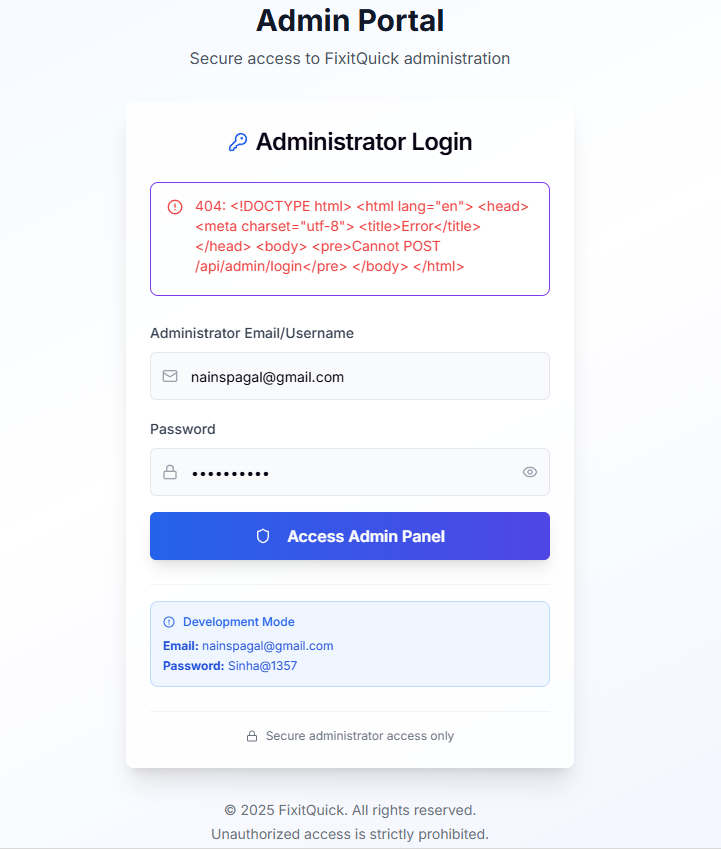 Admin Portal
Secure access to FixitQuick administration
Administrator Login
404: <!DOCTYPE html> <html lang="en"> <head>
<meta charset="utf-8"> <title>Error</title>
</head> <body> <pre>Cannot POST
/api/admin/login</pre> </body> </html>
Administrator Email/Username
nainspagal@gmail.com
Password
••••••••••
Access Admin Panel
Development Mode
Email: nainspagal@gmail.com
Password: Sinha@1357
Secure administrator access only
© 2025 FixitQuick. All rights reserved.
Unauthorized access is strictly prohibited.